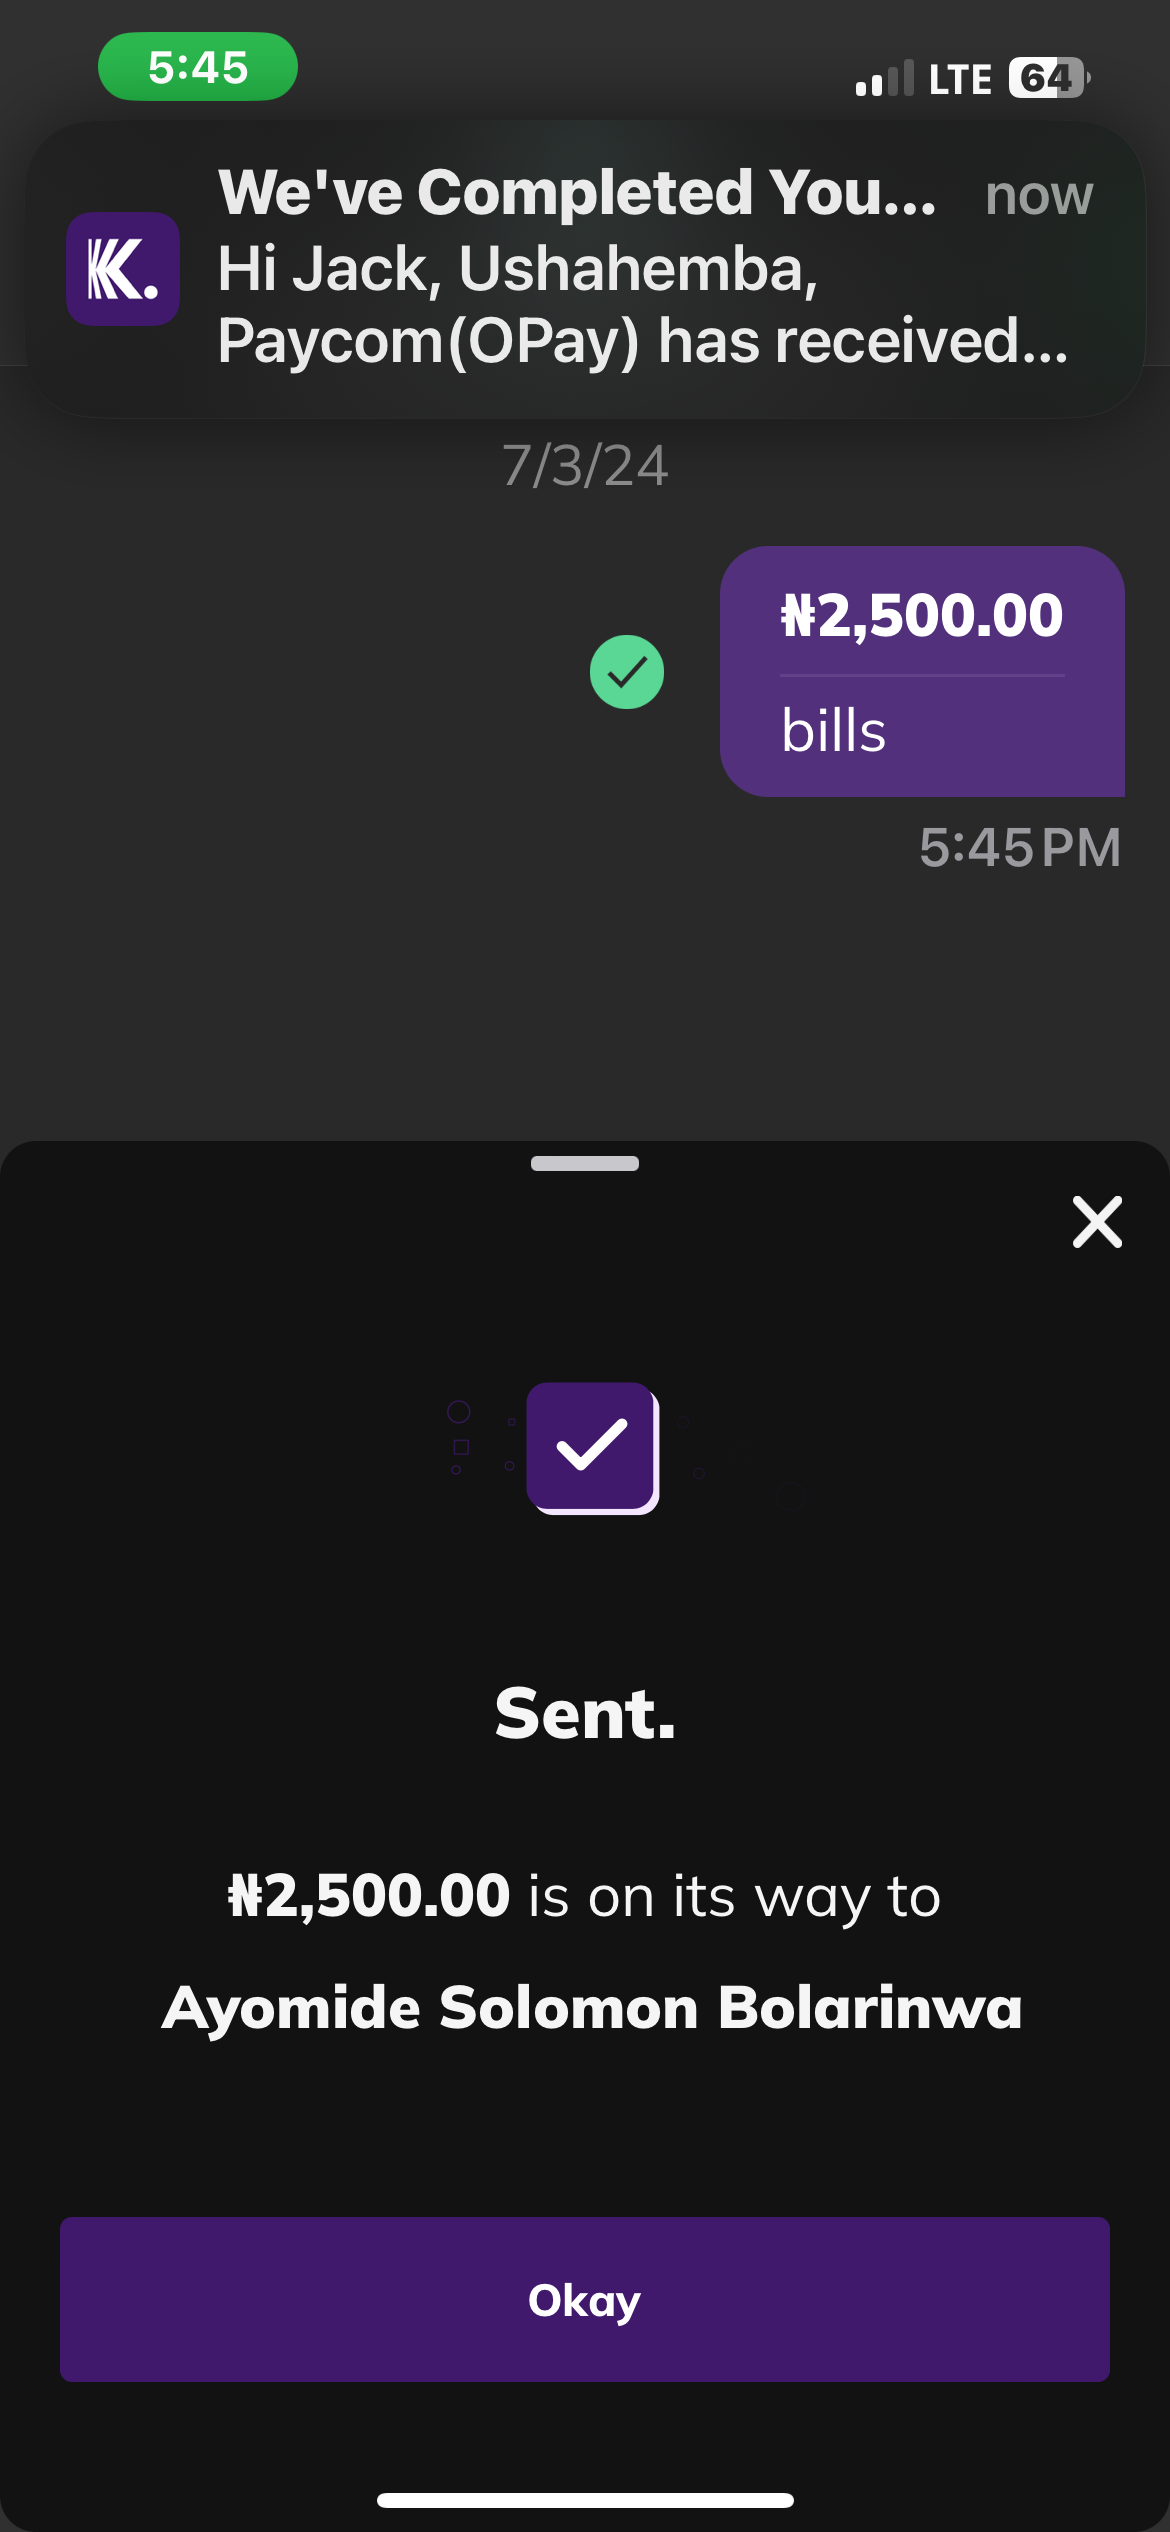 5:45
LTE 64
We've Completed You... now
K.
Hi Jack, Ushahemba,
Paycom(OPay) has received...
7/3/24
₦2,500.00
bills
5:45 PM
Sent.
₦2,500.00 is on its way to
Ayomide Solomon Bolarinwa
Okay